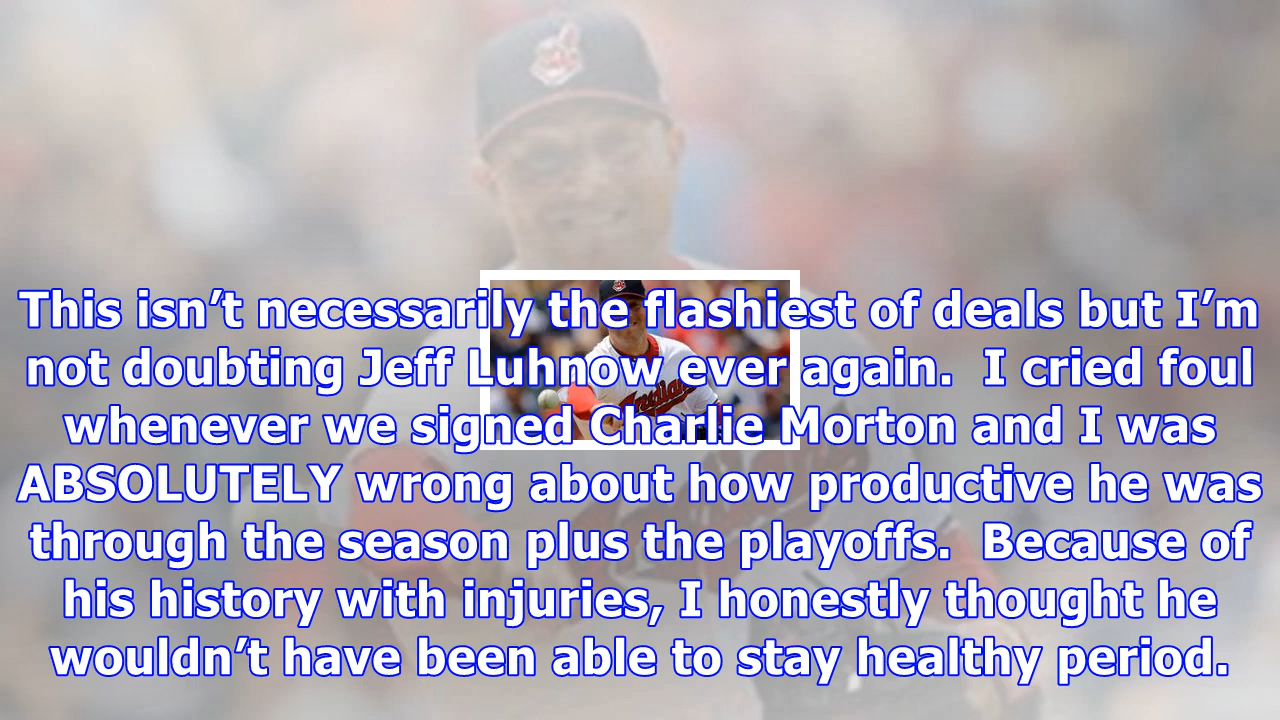 This isn’t necessarily the flashiest of deals but I’m
not doubting Jeff Luhnow ever again.  I cried foul
whenever we signed Charlie Morton and I was
ABSOLUTELY wrong about how productive he was
through the season plus the playoffs.  Because of
his history with injuries, I honestly thought he
wouldn’t have been able to stay healthy period.
Indians